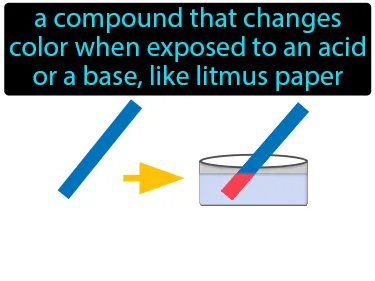 a compound that changes
color when exposed to an acid
or a base, like litmus paper